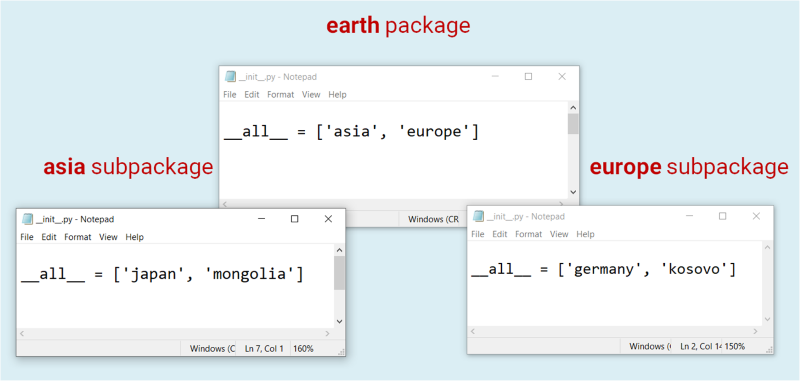 earth package
__init__.py - Notepad
File Edit Format View Help
__all__ = ['asia', 'europe']
Windows (CR
asia subpackage
europe subpackage
__init__.py - Notepad
File Edit Format View Help
__all__ = ['japan', 'mongolia']
Windows (C Ln 7, Col 1 160%
__init__.py - Notepad
File Edit Format View Help
__all__ = ['germany', 'kosovo']
Windows ( Ln 2, Col 14 150%